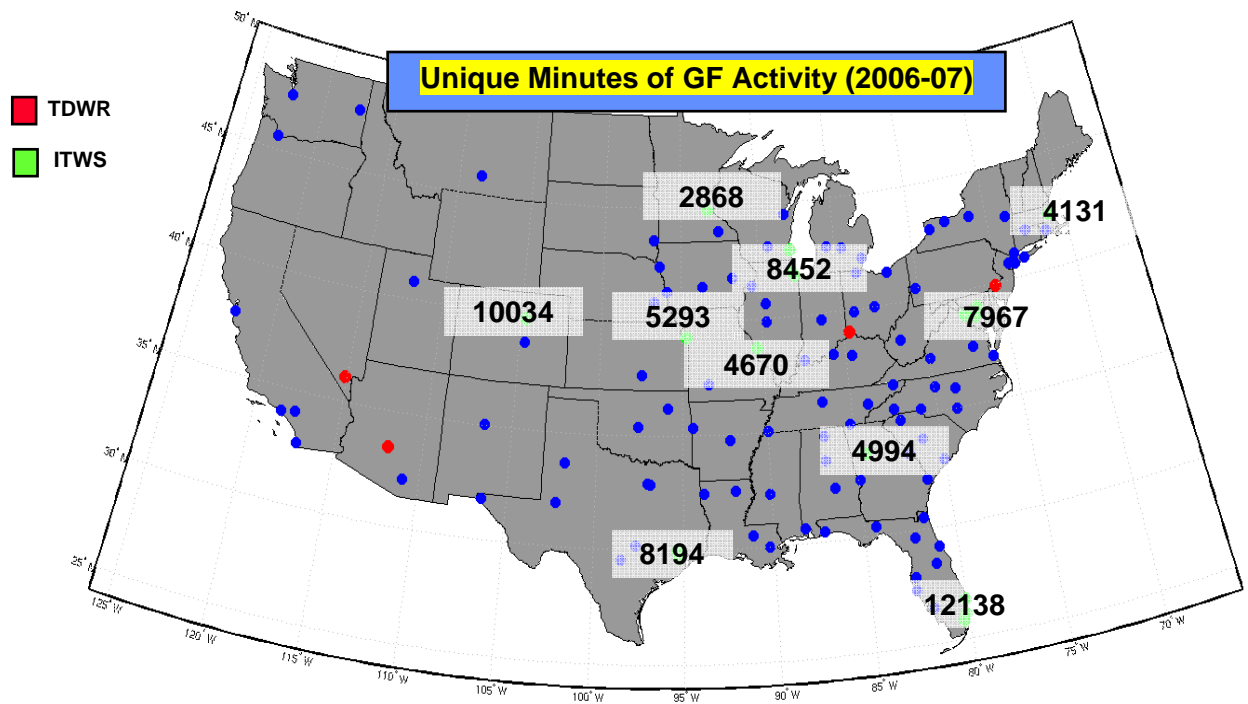 50° N
Unique Minutes of GF Activity (2006-07)
TDWR
45° N
ITWS
2868
4131
40° N
8452
10034
5293
7967
35° N
4670
4994
30° N
8194
25° N
12138
125° W
120° W
115° W
110° W
105° W
100° W
95° W
90° W
85° W
80° W
75° W
70° W